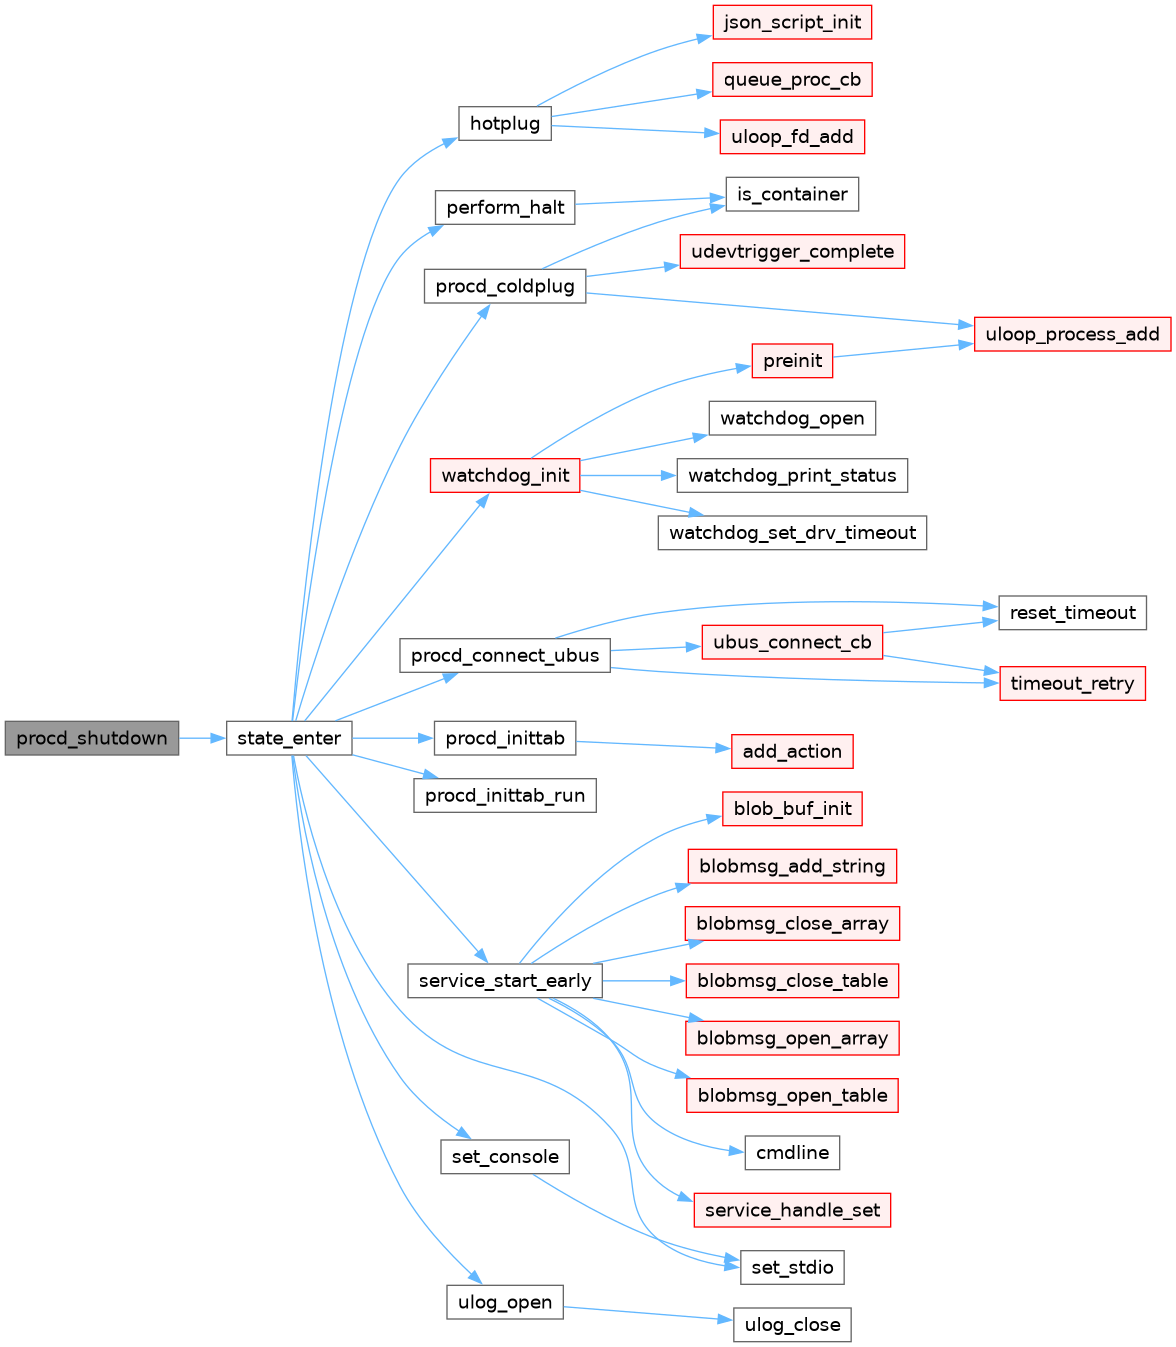 json_script_init
queue_proc_cb
hotplug
uloop_fd_add
is_container
perform_halt
udevtrigger_complete
procd_coldplug
uloop_process_add
preinit
watchdog_open
watchdog_init
watchdog_print_status
watchdog_set_drv_timeout
reset_timeout
ubus_connect_cb
procd_connect_ubus
timeout_retry
procd_shutdown
state_enter
procd_inittab
add_action
procd_inittab_run
blob_buf_init
blobmsg_add_string
blobmsg_close_array
service_start_early
blobmsg_close_table
blobmsg_open_array
blobmsg_open_table
cmdline
set_console
service_handle_set
set_stdio
ulog_open
ulog_close